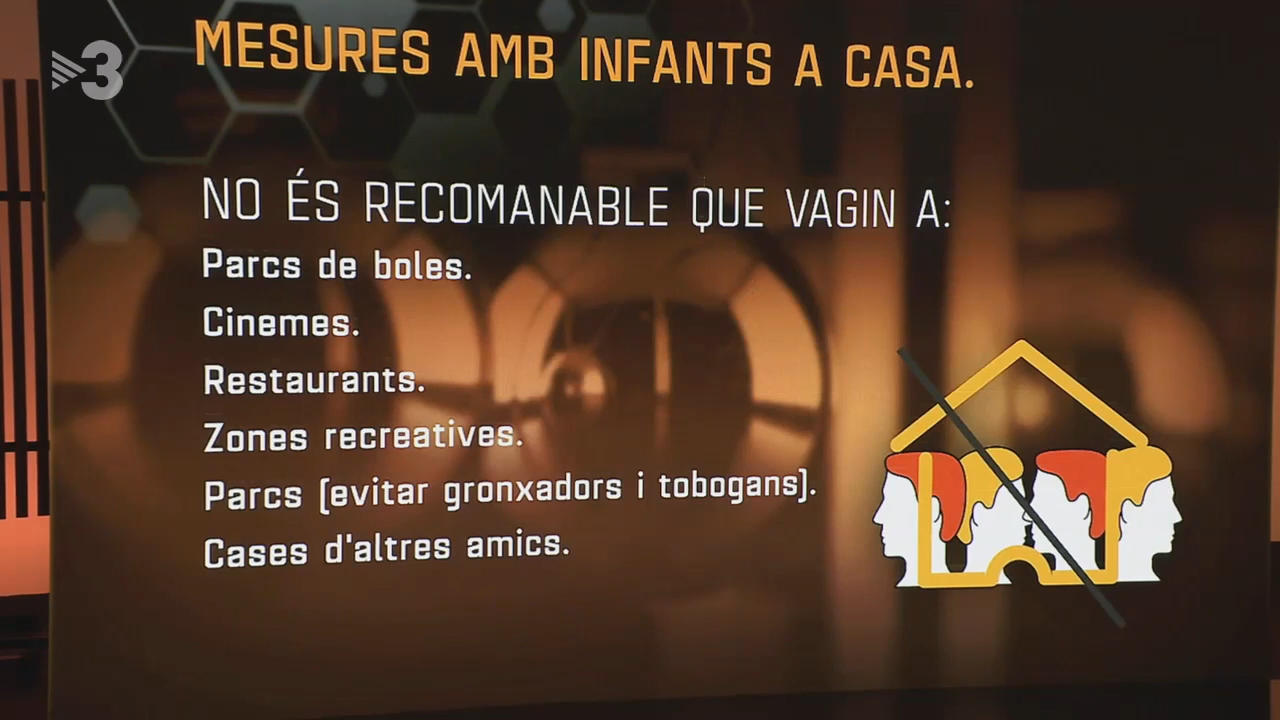 3
MESURES AMB INFANTS A CASA.
NO ÉS RECOMANABLE QUE VAGIN A:
Parcs de boles.
Cinemes.
Restaurants.
Zones recreatives.
Parcs (evitar gronxadors i tobogans).
Cases d'altres amics.